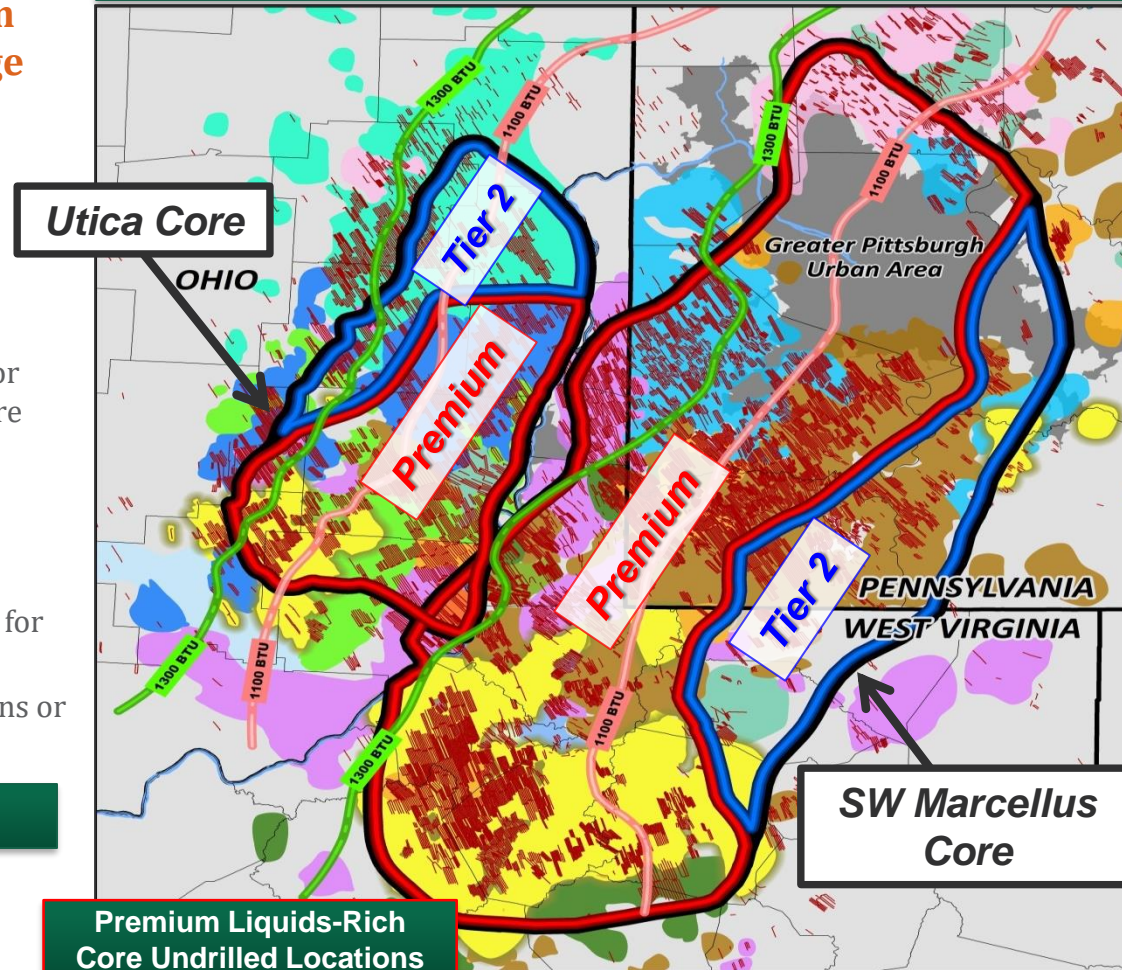 1300 BTU
1100 BTU
1300 BTU
1100 BTU
Utica Core
OHIO
Tier 2
Greater Pittsburgh
Urban Area
or
Premium
Premium
Tier 2
PENNSYLVANIA
WEST VIRGINIA
for
1300 BTU
1100 BTU
ns or
1100 BTU
1300 BTU
SW Marcellus
Core
Premium Liquids-Rich
Core Undrilled Locations